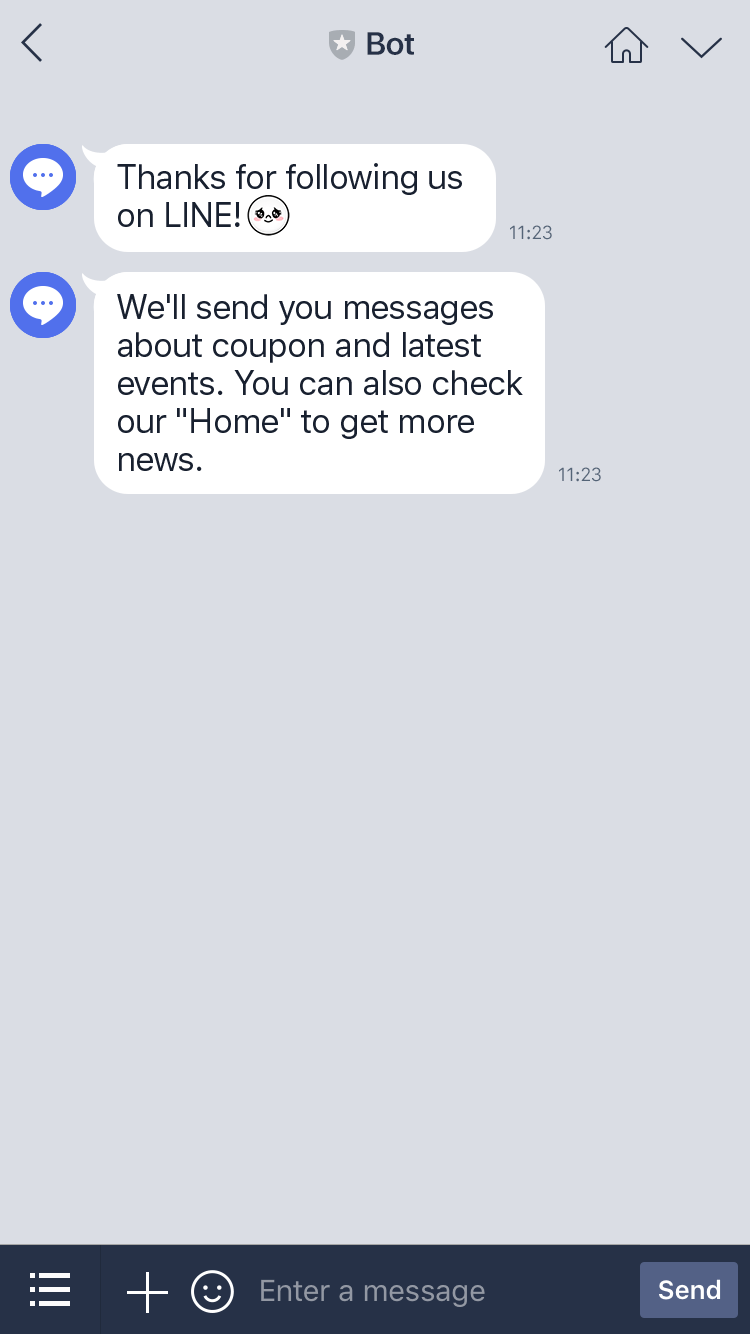 Bot
Thanks for following us
on LINE!
11:23
We'll send you messages
about coupon and latest
events. You can also check
our "Home" to get more
news.
11:23
Enter a message
Send